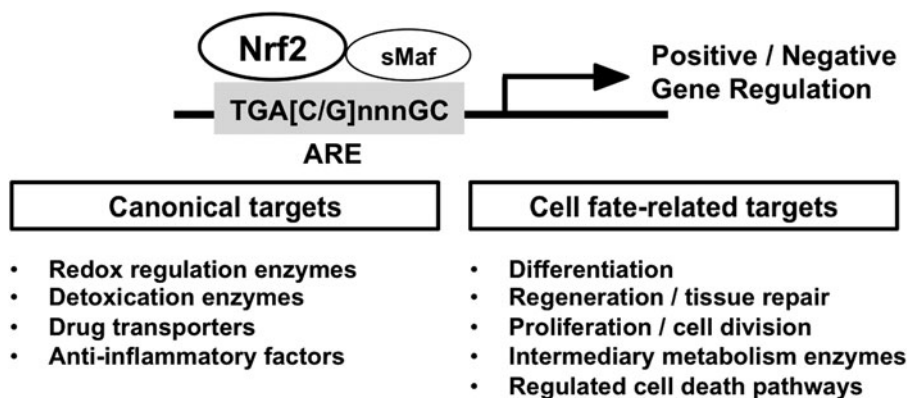 Nrf2
sMaf
Positive / Negative
Gene Regulation
TGA[C/G]nnnGC
ARE
Canonical targets
• Redox regulation enzymes
• Detoxication enzymes
• Drug transporters
• Anti-inflammatory factors
Cell fate-related targets
• Differentiation
• Regeneration / tissue repair
• Proliferation / cell division
• Intermediary metabolism enzymes
• Regulated cell death pathways